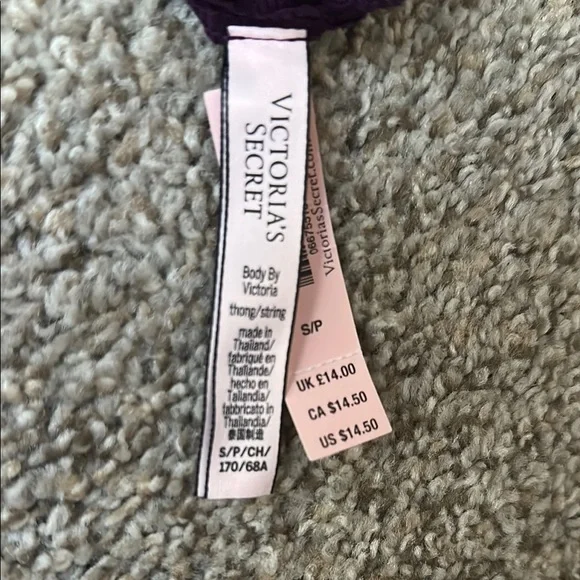 VICTORIA'S
SECRET
Body By
Victoria
thong/string
made in
Thailand/
fabriqué en
Thaïlande/
hecho en
Tailandia/
fabbricato in
Thailandia/
泰国制造
S/P/CH/
170/68A
VictoriasSecret.com
S/P
UK £14.00
CA $14.50
US $14.50